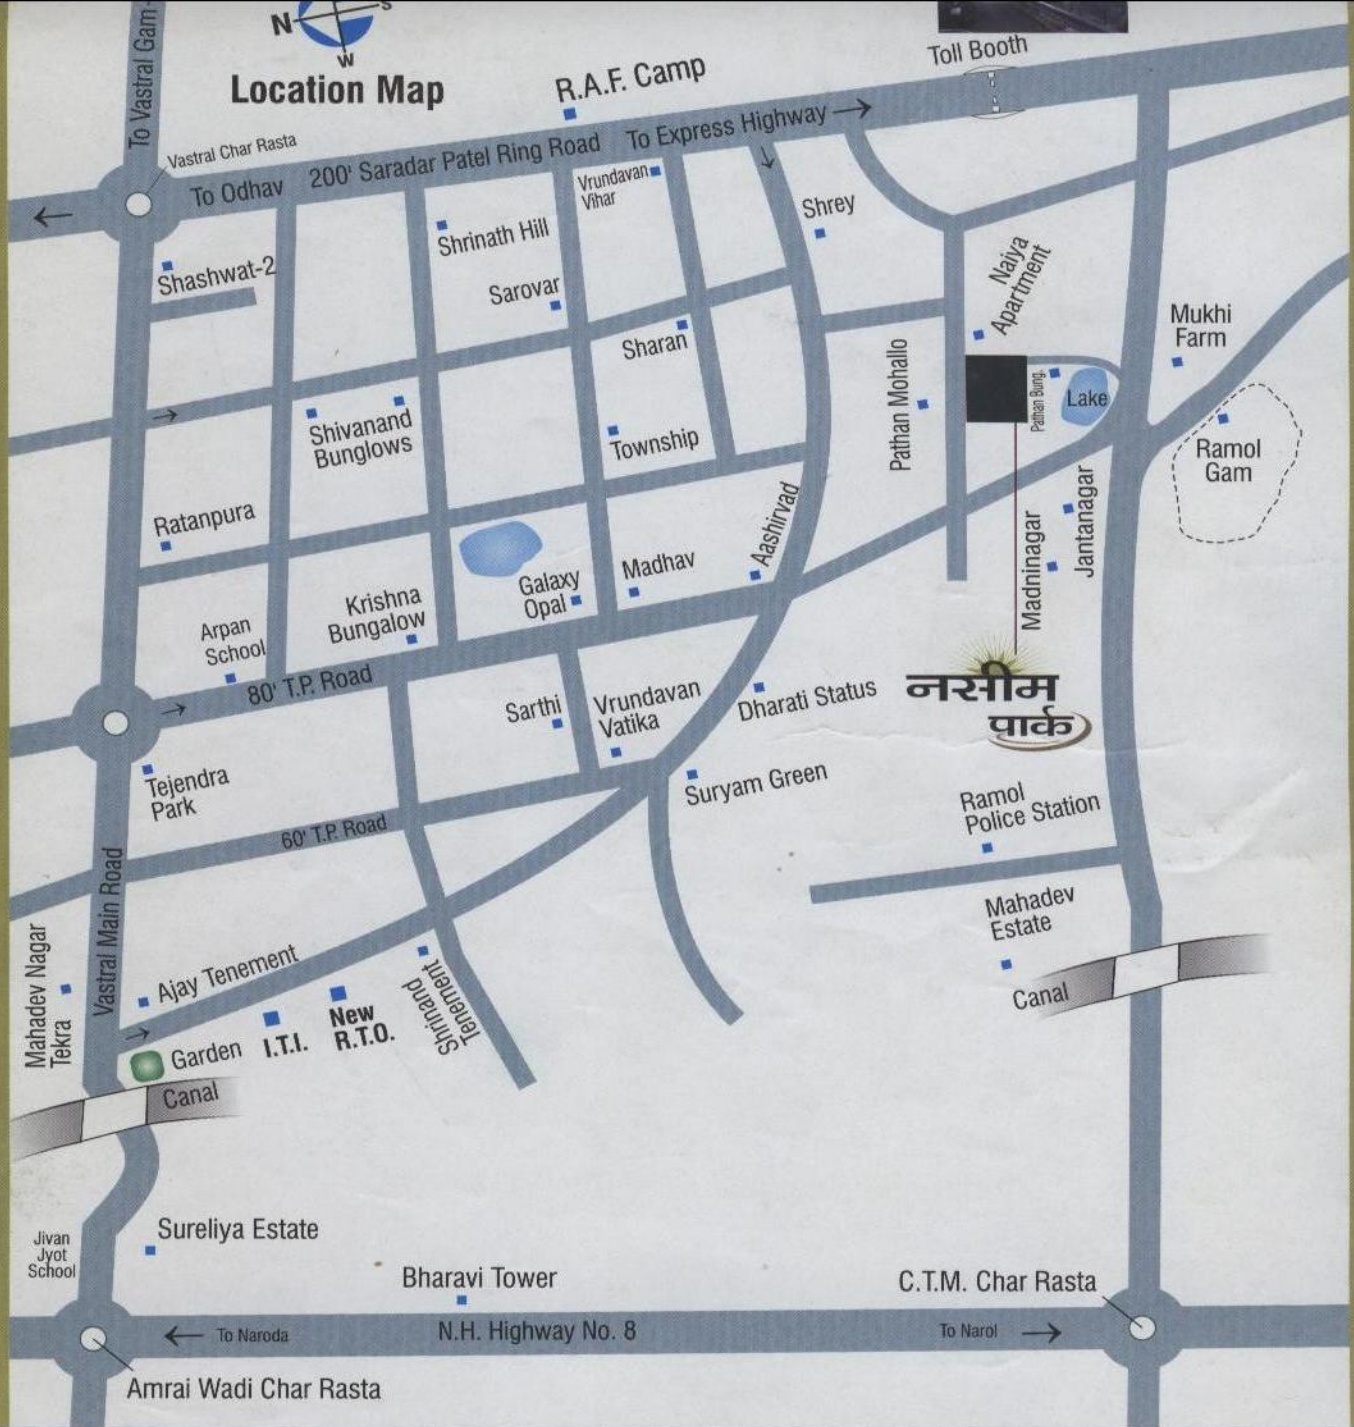 To Vastral Gam
N
S
W
Location Map
R.A.F. Camp
Toll Booth
Vastral Char Rasta
To Odhav
200' Saradar Patel Ring Road
To Express Highway
Vrundavan
Vihar
Shrey
Shrinath Hill
Shashwat-2
Sarovar
Naiya
Apartment
Mukhi
Farm
Sharan
Pathan Mohallo
Pathan Bung.
Lake
Shivanand
Bunglows
Township
Ramol
Gam
Ratanpura
Aashirvad
Jantanagar
Madninagar
Madhav
Galaxy
Opal
Krishna
Bungalow
Arpan
School
80' T.P. Road
Sarthi
Vrundavan
Vatika
Dharati Status
नसीम
पार्क
Tejendra
Park
Suryam Green
Ramol
Police Station
60' T.P. Road
Vastral Main Road
Mahadev
Estate
Mahadev Nagar
Tekra
Ajay Tenement
Shrinand
Tenement
Canal
New
R.T.O.
I.T.I.
Garden
Canal
Sureliya Estate
Jivan
Jyot
School
Bharavi Tower
C.T.M. Char Rasta
To Naroda
N.H. Highway No. 8
To Narol
Amrai Wadi Char Rasta